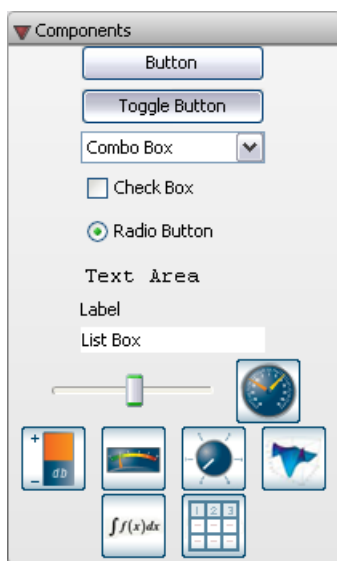 Components
Button
Toggle Button
Combo Box
Check Box
Radio Button
Text Area
Label
List Box
+
- db
∫f(x)dx
1 2 3